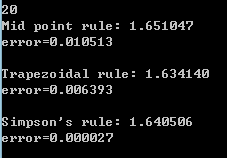 20
Mid point rule: 1.651047
error=0.010513
Trapezoidal rule: 1.634140
error=0.006393
Simpson's rule: 1.640506
error=0.000027